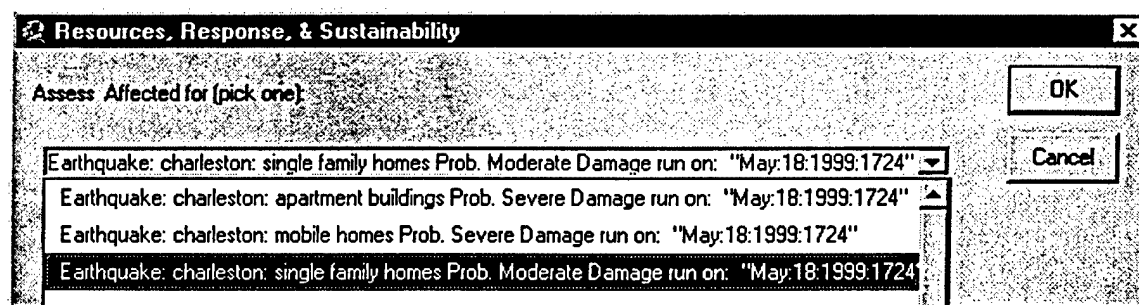 Resources, Response, & Sustainability
Assess Affected for (pick one):
OK
Earthquake: charleston: single family homes Prob. Moderate Damage run on: "May:18:1999:1724"
Cancel
Earthquake: charleston: apartment buildings Prob. Severe Damage run on: "May:18:1999:1724"
Earthquake: charleston: mobile homes Prob. Severe Damage run on: "May:18:1999:1724"
Earthquake: charleston: single family homes Prob. Moderate Damage run on: "May:18:1999:1724